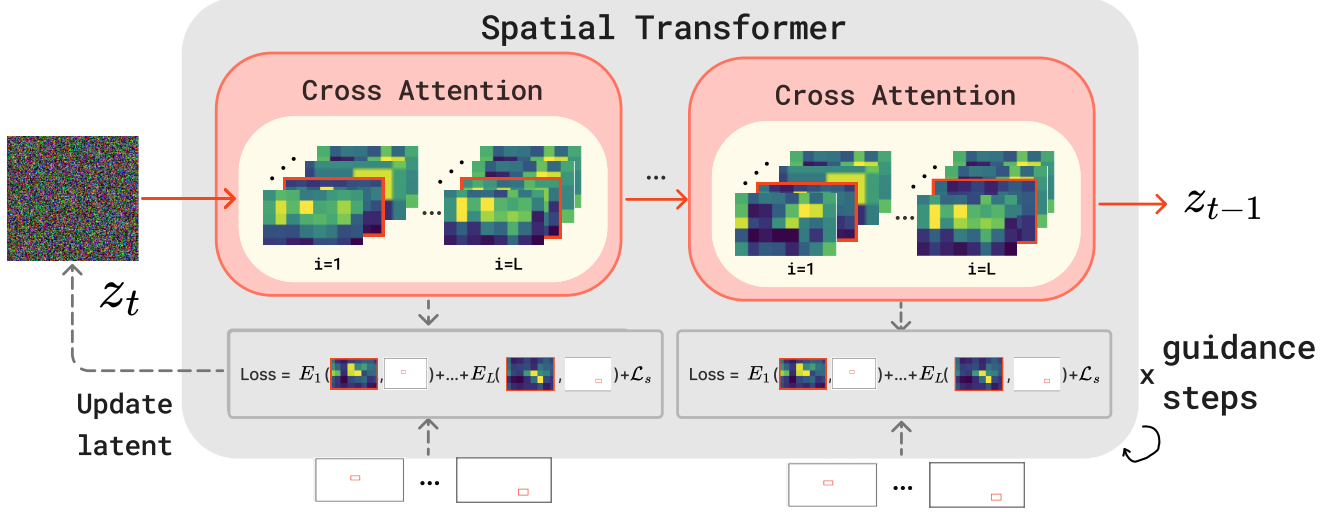 Spatial Transformer
Cross Attention
Cross Attention
...
...
...
i=1
i=L
i=1
i=L
z_t
z_{t-1}
Loss = E_1( , )+...+E_L( , )+ℒ_s
Loss = E_1( , )+...+E_L( , )+ℒ_s
x guidance
steps
Update
latent
...
...